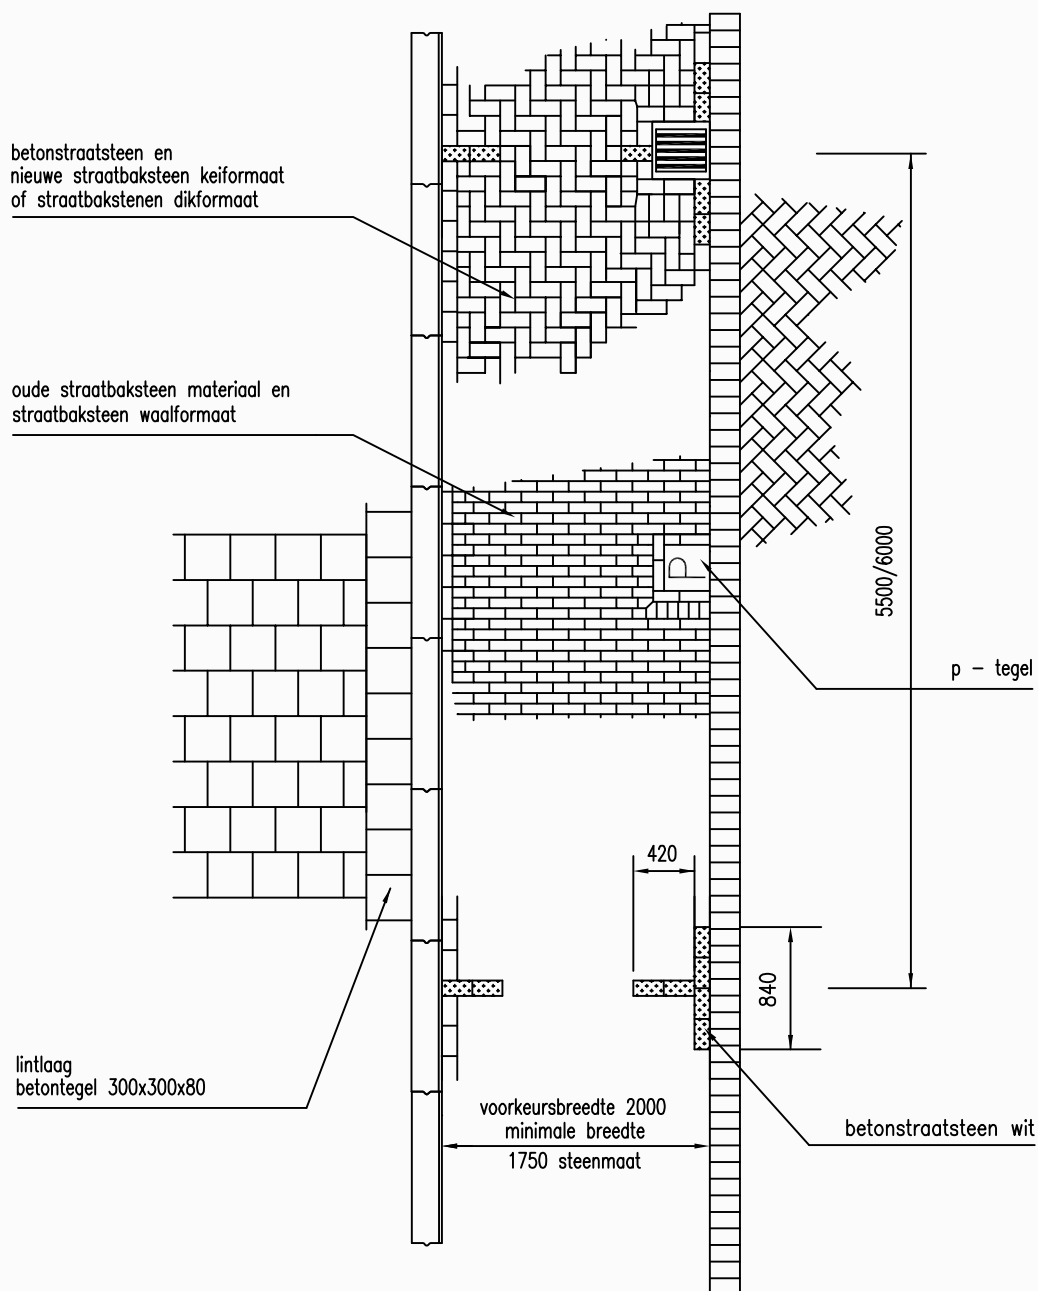 betonstraatsteen en
nieuwe straatbaksteen keiformaat
of straatbakstenen dikformaat
oude straatbaksteen materiaal en
straatbaksteen waalformaat
P
5500/6000
p - tegel
420
840
lintlaag
betontegel 300x300x80
voorkeursbreedte 2000
minimale breedte
1750 steenmaat
betonstraatsteen wit